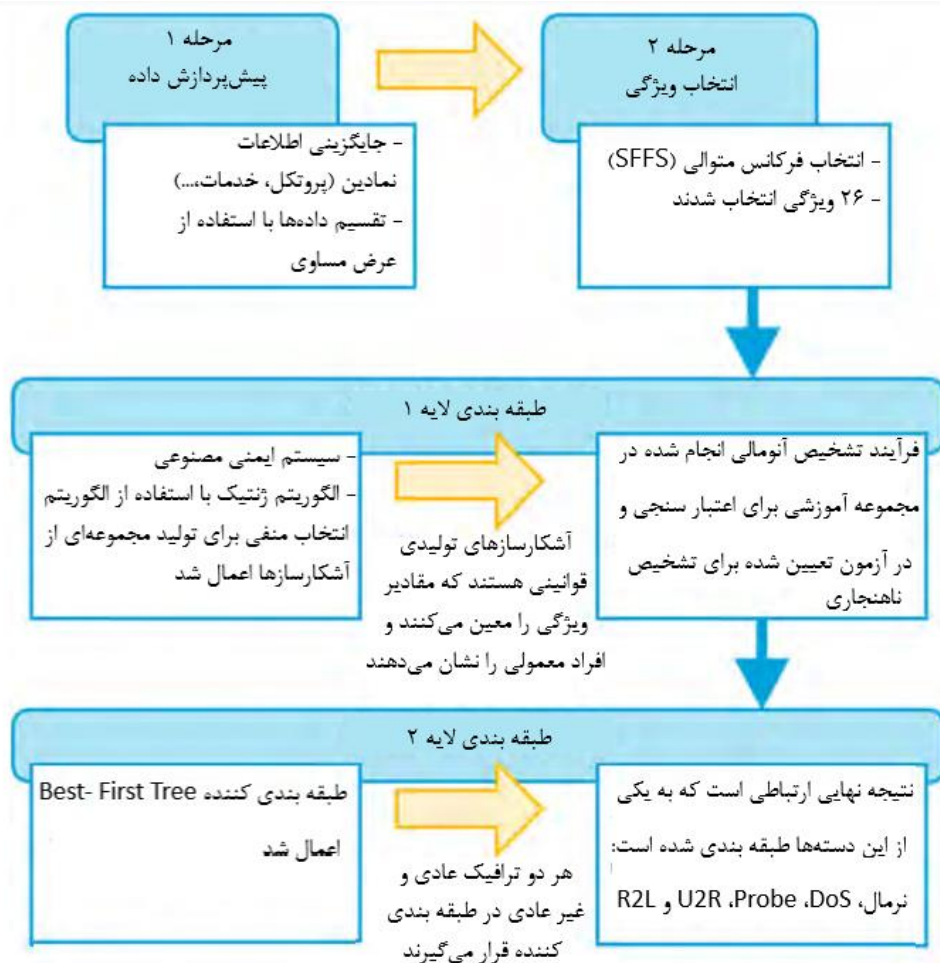 مرحله ۱
پیش‌پردازش داده
- جایگزینی اطلاعات
نمادین (پروتکل، خدمات،...)
- تقسیم داده‌ها با استفاده از
عرض مساوی
مرحله ۲
انتخاب ویژگی
- انتخاب فرکانس متوالی (SFFS)
- ۲۶ ویژگی انتخاب شدند
طبقه بندی لایه ۱
- سیستم ایمنی مصنوعی
- الگوریتم ژنتیک با استفاده از الگوریتم
انتخاب منفی برای تولید مجموعه‌ای از
آشکارسازها اعمال شد
آشکارسازهای تولیدی
قوانینی هستند که مقادیر
ویژگی را معین می‌کنند و
افراد معمولی را نشان می‌دهند
فرآیند تشخیص آنومالی انجام شده در
مجموعه آموزشی برای اعتبار سنجی و
در آزمون تعیین شده برای تشخیص
ناهنجاری
طبقه بندی لایه ۲
طبقه بندی کننده Best- First Tree
اعمال شد
هر دو ترافیک عادی و
غیر عادی در طبقه بندی
کننده قرار می‌گیرند
نتیجه نهایی ارتباطی است که به یکی
از این دسته‌ها طبقه بندی شده است:
نرمال، DoS، Probe، U2R و R2L